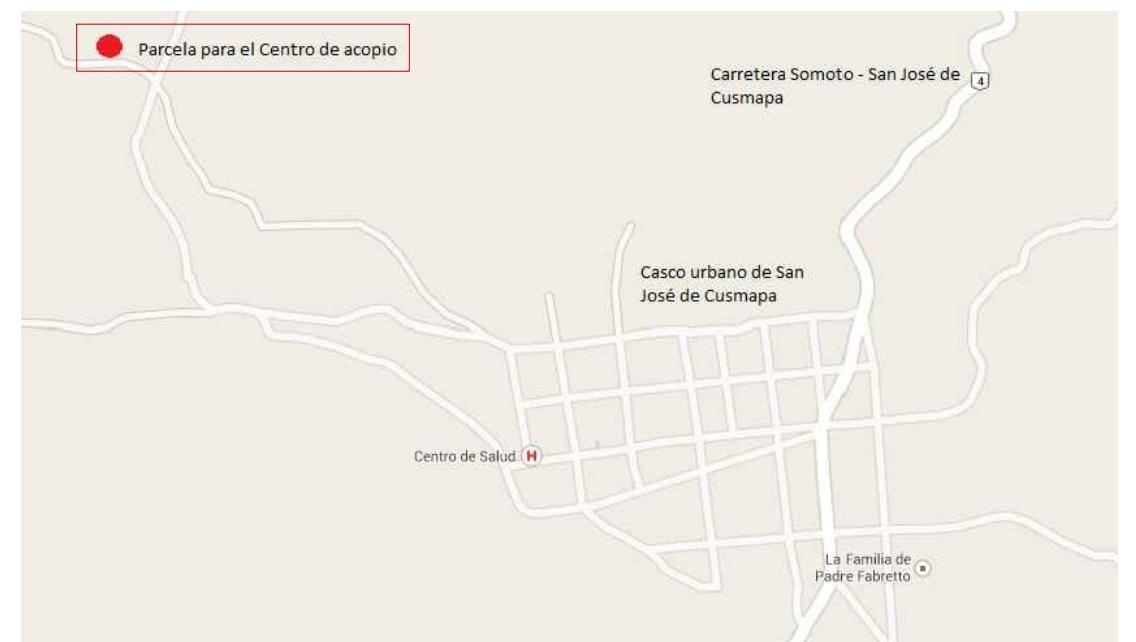 Parcela para el Centro de acopio
Carretera Somoto - San José de
Cusmapa
4
Casco urbano de San
José de Cusmapa
Centro de Salud
H
La Familia de
Padre Fabretto